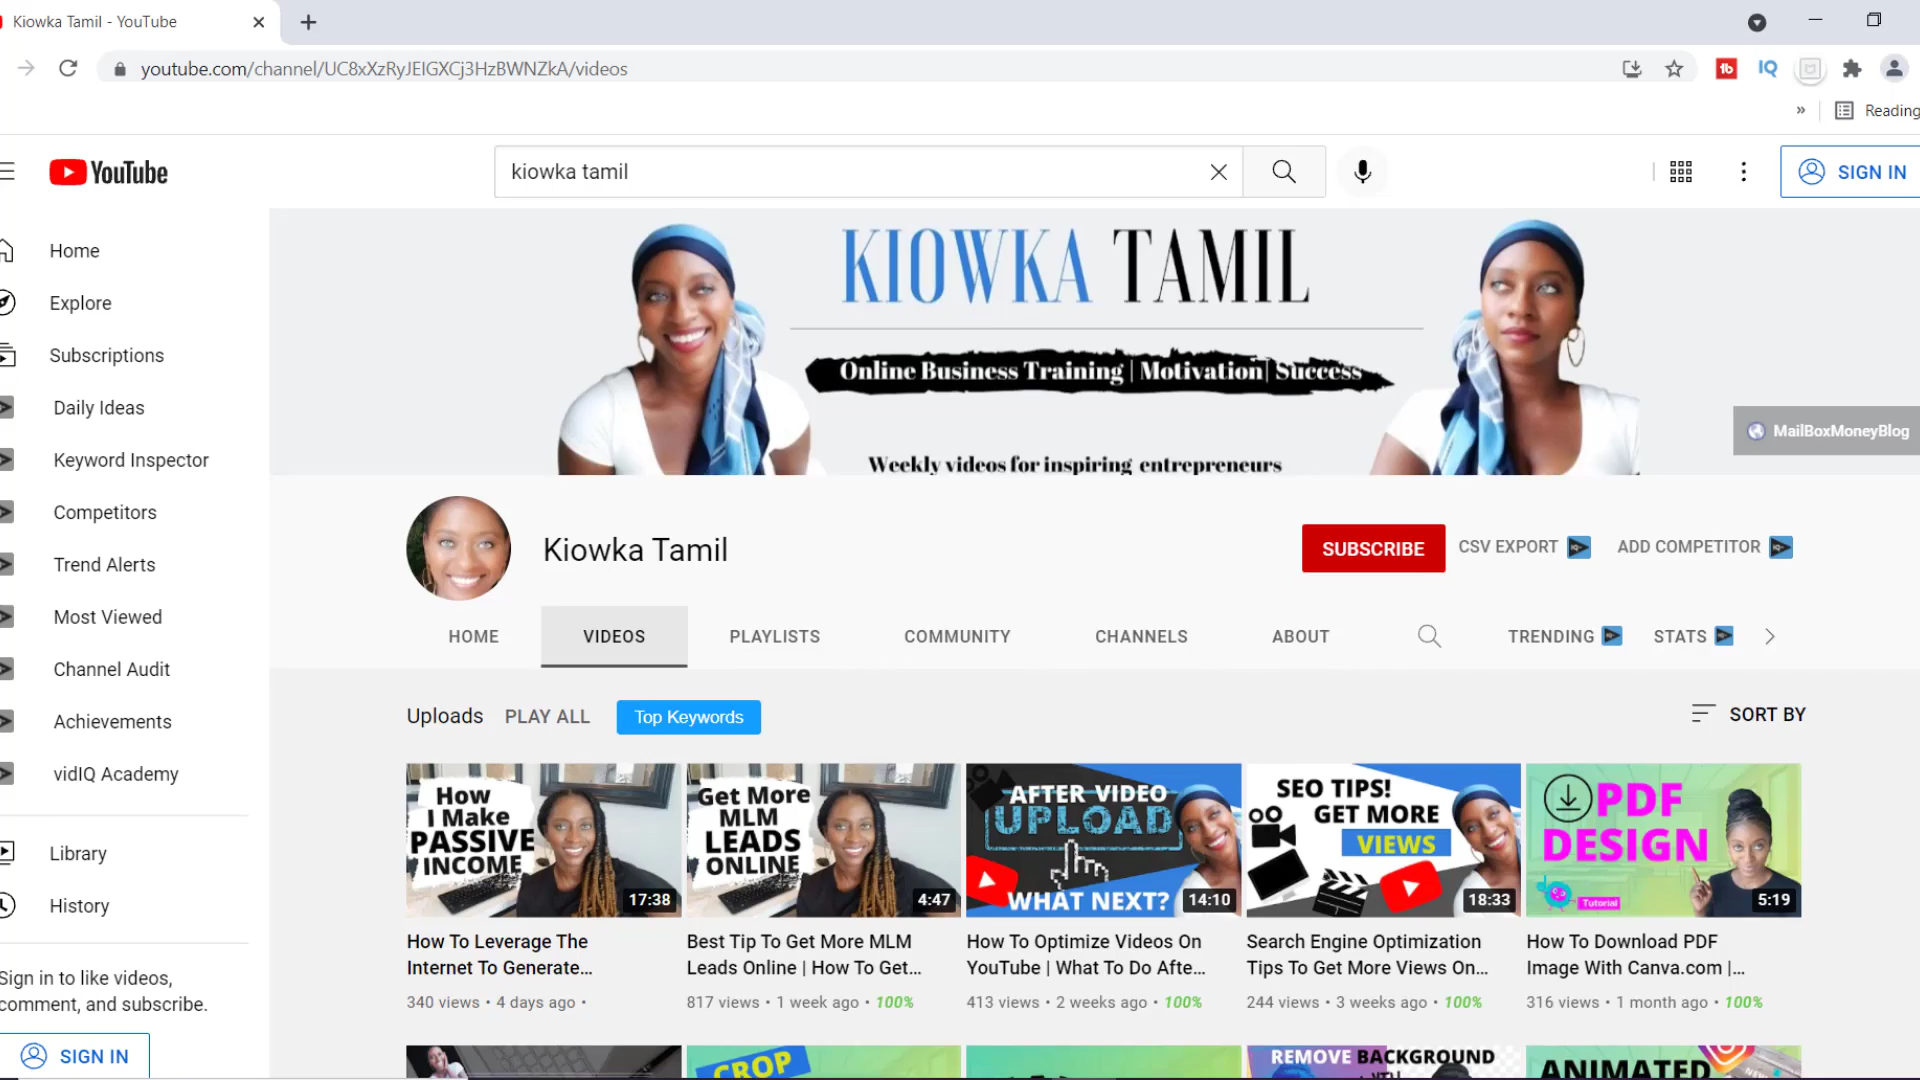 Kiowka Tamil - YouTube
youtube.com/channel/UC8xXzRyJEIGXCj3HzBWNZkA/videos
Reading
YouTube
kiowka tamil
SIGN IN
Home
Explore
Subscriptions
Daily Ideas
Keyword Inspector
Competitors
Trend Alerts
Most Viewed
Channel Audit
Achievements
vidIQ Academy
Library
History
Sign in to like videos,
comment, and subscribe.
SIGN IN
KIOWKA TAMIL
Online Business Training | Motivation| Success
Weekly videos for inspiring entrepreneurs
MailBoxMoneyBlog
Kiowka Tamil
SUBSCRIBE CSV EXPORT ADD COMPETITOR
HOME VIDEOS PLAYLISTS COMMUNITY CHANNELS ABOUT TRENDING STATS
Uploads PLAY ALL Top Keywords SORT BY
How
I Make
PASSIVE
INCOME
17:38
How To Leverage The
Internet To Generate...
340 views • 4 days ago •
Get More
MLM
LEADS
ONLINE
4:47
Best Tip To Get More MLM
Leads Online | How To Get...
817 views • 1 week ago • 100%
AFTER VIDEO
UPLOAD
WHAT NEXT?
14:10
How To Optimize Videos On
YouTube | What To Do Afte...
413 views • 2 weeks ago • 100%
SEO TIPS!
GET MORE
VIEWS
18:33
Search Engine Optimization
Tips To Get More Views On...
244 views • 3 weeks ago • 100%
PDF
DESIGN
Tutorial
5:19
How To Download PDF
Image With Canva.com |...
316 views • 1 month ago • 100%
CROP
REMOVE BACKGROUND
ANIMATED